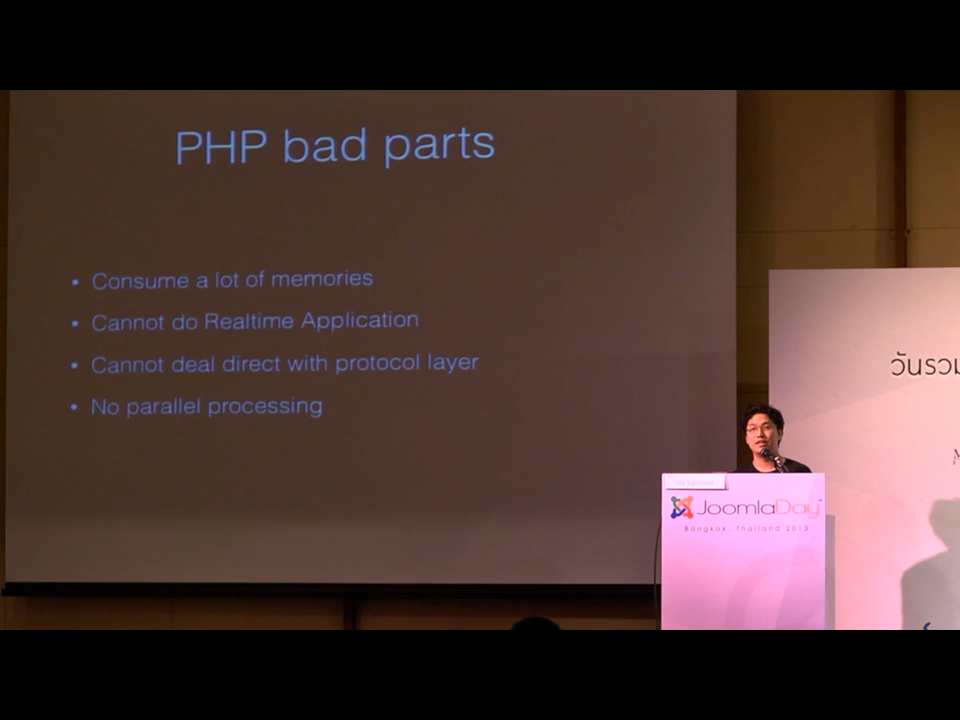 PHP bad parts
• Consume a lot of memories
• Cannot do Realtime Application
• Cannot deal direct with protocol layer
• No parallel processing
วันรวม
JoomlaDay™
Bangkok, Thailand 2013